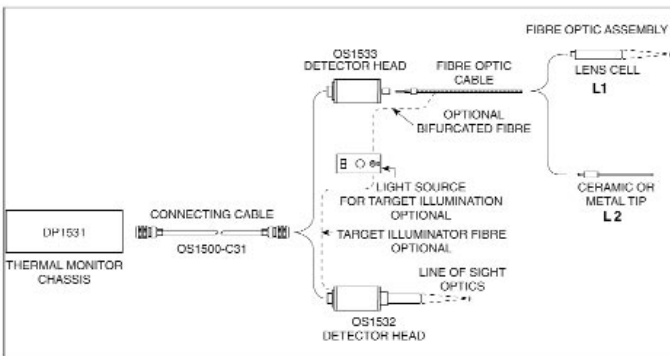 FIBRE OPTIC ASSEMBLY
OS1533
DETECTOR HEAD
FIBRE OPTIC
CABLE
LENS CELL
L1
OPTIONAL
BIFURCATED FIBRE
LIGHT SOURCE
FOR TARGET ILLUMINATION
OPTIONAL
CERAMIC OR
METAL TIP
L2
CONNECTING CABLE
DP1531
OS1500-C31
TARGET ILLUMINATOR FIBRE
OPTIONAL
THERMAL MONITOR
CHASSIS
LINE OF SIGHT
OPTICS
OS1532
DETECTOR HEAD